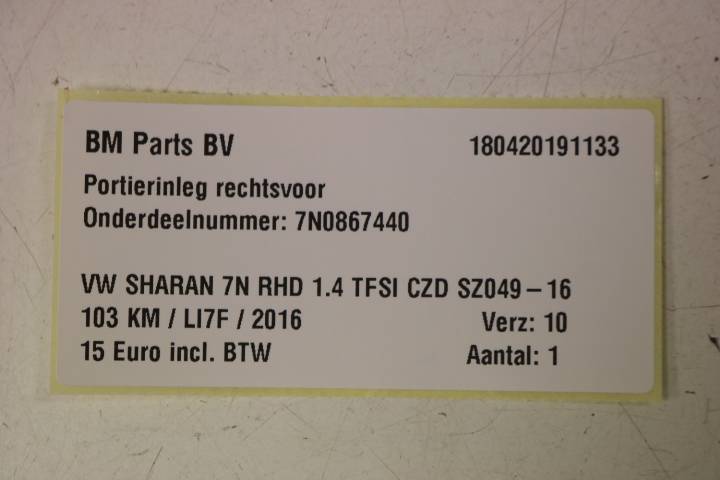 BM Parts BV 180420191133
Portierinleg rechtsvoor
Onderdeelnummer: 7N0867440
VW SHARAN 7N RHD 1.4 TFSI CZD SZ049-16
103 KM / LI7F / 2016 Verz: 10
15 Euro incl. BTW Aantal: 1